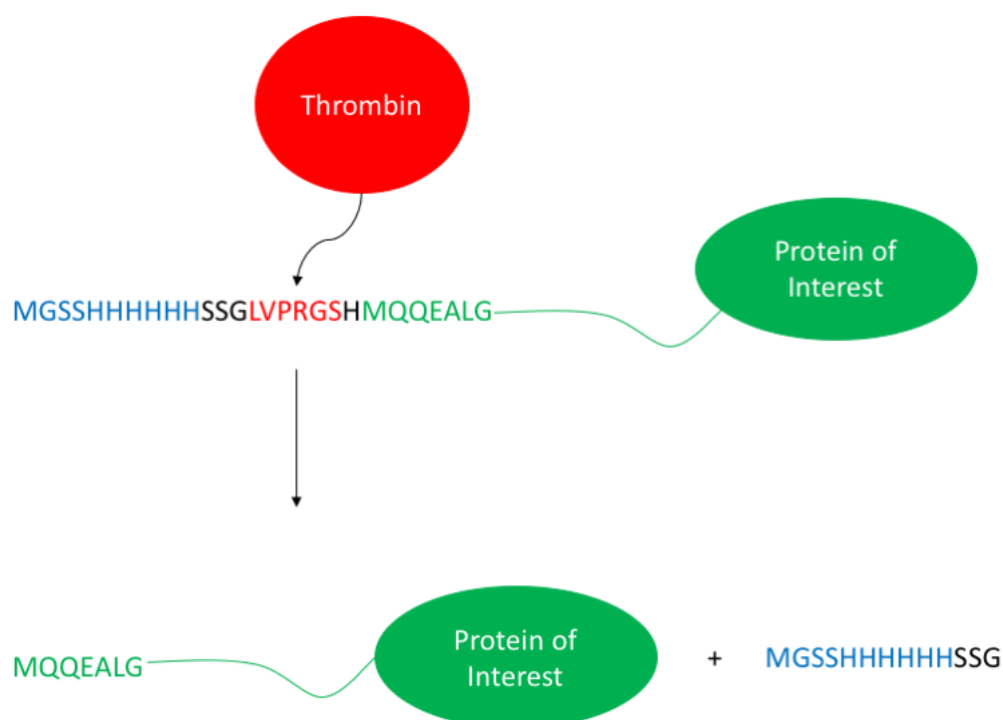 Thrombin
Protein of
Interest
MGSSHHHHHHSSGLVPRGSHMQQEALG
MQQEALG
Protein of
Interest
+
MGSSHHHHHHSSG